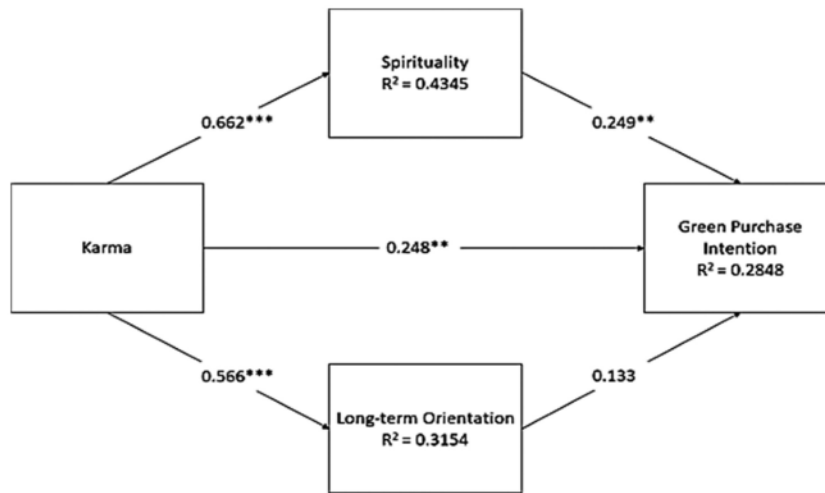 Spirituality
R² = 0.4345
0.662***
0.249**
Karma
0.248**
Green Purchase
Intention
R² = 0.2848
0.566***
0.133
Long-term Orientation
R² = 0.3154